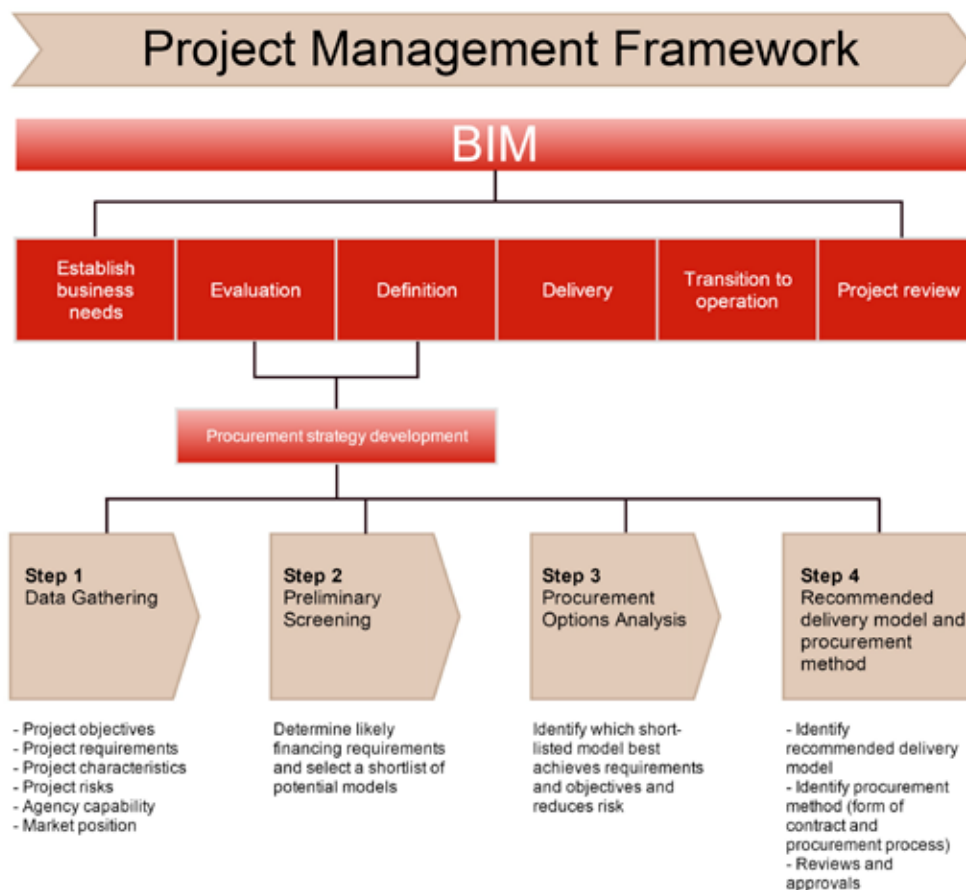 Project Management Framework
BIM
Establish
business
needs
Evaluation
Definition
Delivery
Transition to
operation
Project review
Procurement strategy development
Step 1
Data Gathering
Step 2
Preliminary
Screening
Step 3
Procurement
Options Analysis
Step 4
Recommended
delivery model and
procurement
method
- Project objectives
- Project requirements
- Project characteristics
- Project risks
- Agency capability
- Market position
Determine likely
financing requirements
and select a shortlist of
potential models
Identify which short-
listed model best
achieves requirements
and objectives and
reduces risk
- Identify
recommended delivery
model
- Identify procurement
method (form of
contract and
procurement process)
- Reviews and
approvals